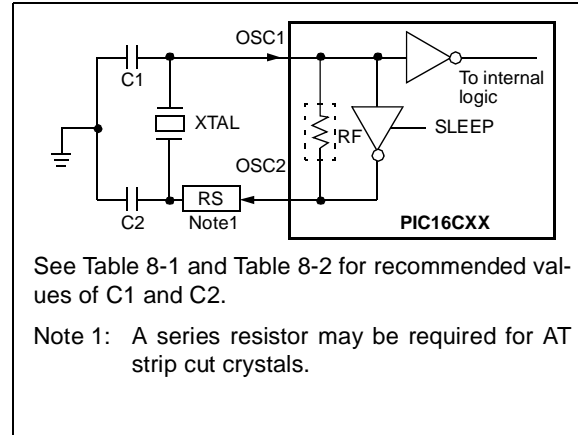 OSC1
C1
To internal
logic
XTAL
RF
SLEEP
OSC2
RS
C2
Note1
PIC16CXX
See Table 8-1 and Table 8-2 for recommended val-
ues of C1 and C2.
Note 1: A series resistor may be required for AT
strip cut crystals.